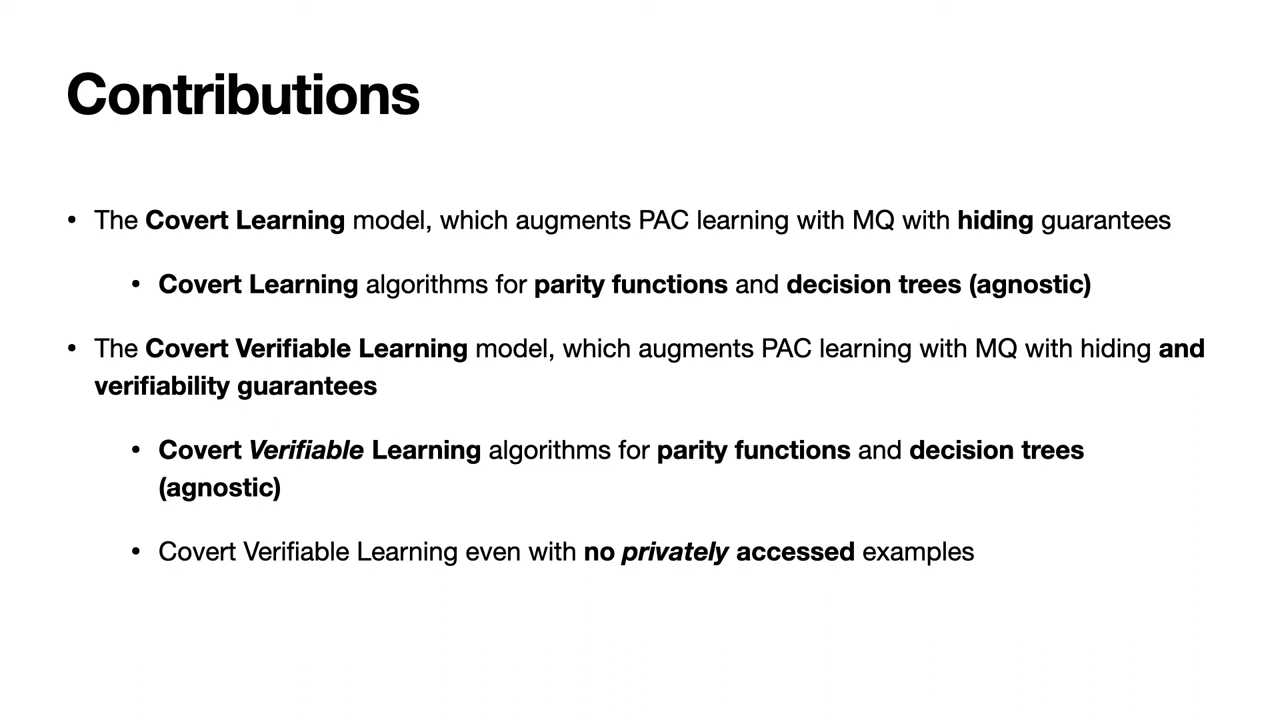 Contributions
• The Covert Learning model, which augments PAC learning with MQ with hiding guarantees
• Covert Learning algorithms for parity functions and decision trees (agnostic)
• The Covert Verifiable Learning model, which augments PAC learning with MQ with hiding and
verifiability guarantees
• Covert Verifiable Learning algorithms for parity functions and decision trees
(agnostic)
• Covert Verifiable Learning even with no privately accessed examples